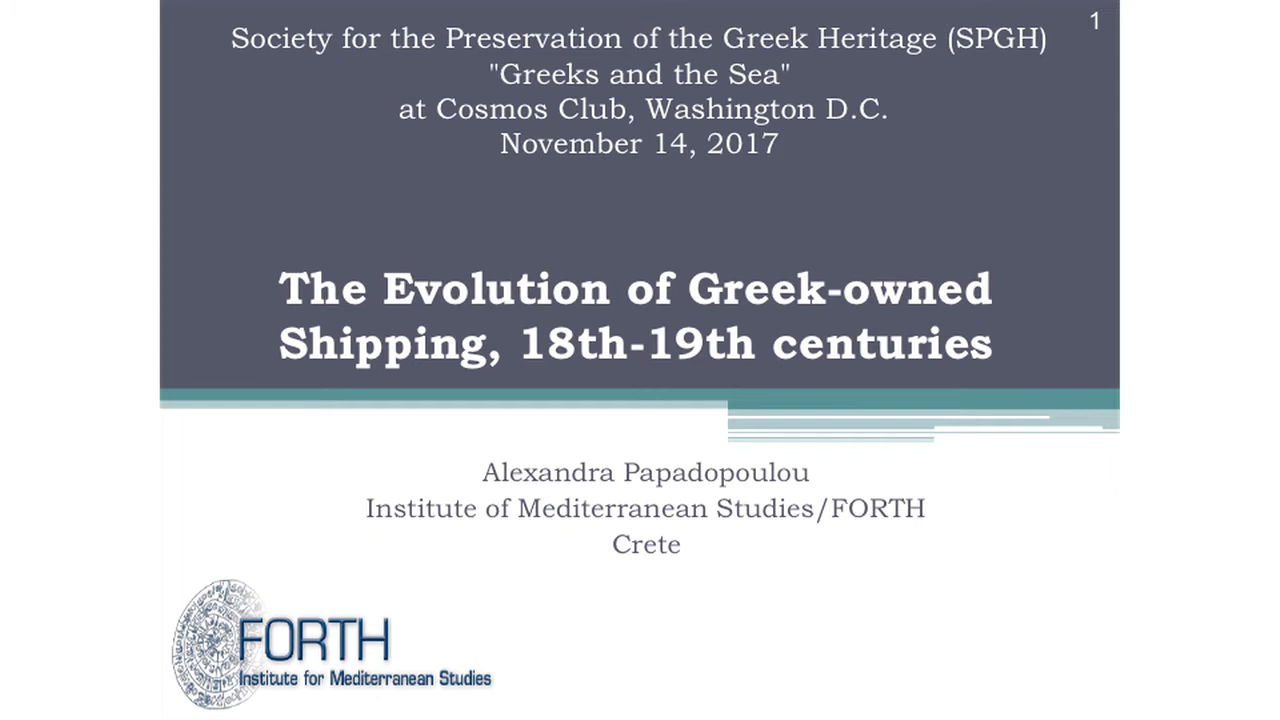 1
Society for the Preservation of the Greek Heritage (SPGH)
"Greeks and the Sea"
at Cosmos Club, Washington D.C.
November 14, 2017
The Evolution of Greek-owned
Shipping, 18th-19th centuries
Alexandra Papadopoulou
Institute of Mediterranean Studies/FORTH
Crete
FORTH
Institute for Mediterranean Studies